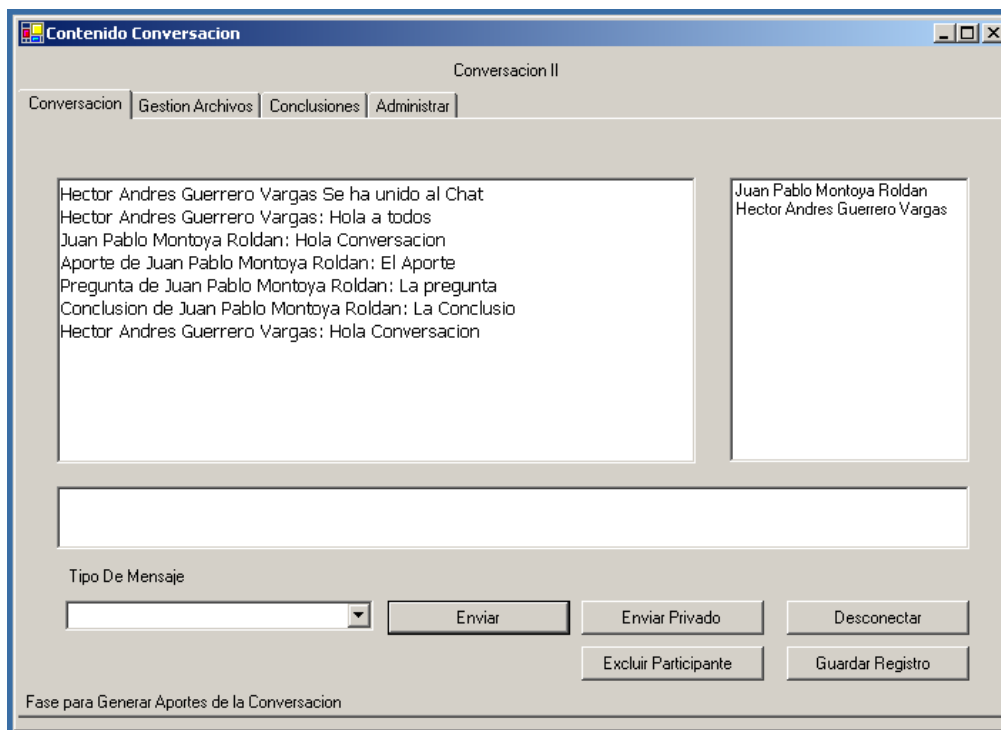 Contenido Conversacion
Conversacion II
Conversacion Gestion Archivos Conclusiones Administrar
Hector Andres Guerrero Vargas Se ha unido al Chat
Hector Andres Guerrero Vargas: Hola a todos
Juan Pablo Montoya Roldan: Hola Conversacion
Aporte de Juan Pablo Montoya Roldan: El Aporte
Pregunta de Juan Pablo Montoya Roldan: La pregunta
Conclusion de Juan Pablo Montoya Roldan: La Conclusio
Hector Andres Guerrero Vargas: Hola Conversacion
Juan Pablo Montoya Roldan
Hector Andres Guerrero Vargas
Tipo De Mensaje
Enviar Enviar Privado Desconectar
Excluir Participante Guardar Registro
Fase para Generar Aportes de la Conversacion